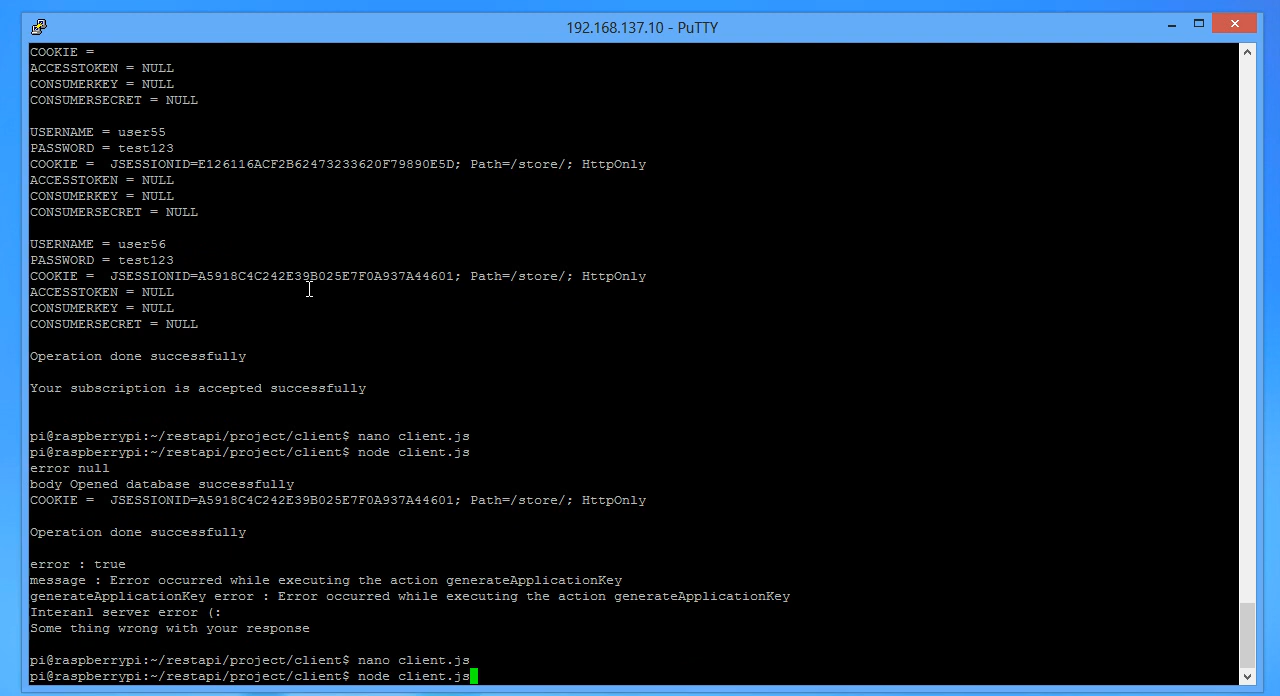 192.168.137.10 - PuTTY
COOKIE =
ACCESSTOKEN = NULL
CONSUMERKEY = NULL
CONSUMERSECRET = NULL
USERNAME = user55
PASSWORD = test123
COOKIE =  JSESSIONID=E126116ACF2B62473233620F79890E5D; Path=/store/; HttpOnly
ACCESSTOKEN = NULL
CONSUMERKEY = NULL
CONSUMERSECRET = NULL
USERNAME = user56
PASSWORD = test123
COOKIE =  JSESSIONID=A5918C4C242E39B025E7F0A937A44601; Path=/store/; HttpOnly
ACCESSTOKEN = NULL
CONSUMERKEY = NULL
CONSUMERSECRET = NULL
Operation done successfully
Your subscription is accepted successfully
pi@raspberrypi:~/restapi/project/client$ nano client.js
pi@raspberrypi:~/restapi/project/client$ node client.js
error null
body Opened database successfully
COOKIE =  JSESSIONID=A5918C4C242E39B025E7F0A937A44601; Path=/store/; HttpOnly
Operation done successfully
error : true
message : Error occurred while executing the action generateApplicationKey
generateApplicationKey error : Error occurred while executing the action generateApplicationKey
Interanl server error (:
Some thing wrong with your response
pi@raspberrypi:~/restapi/project/client$ nano client.js
pi@raspberrypi:~/restapi/project/client$ node client.js